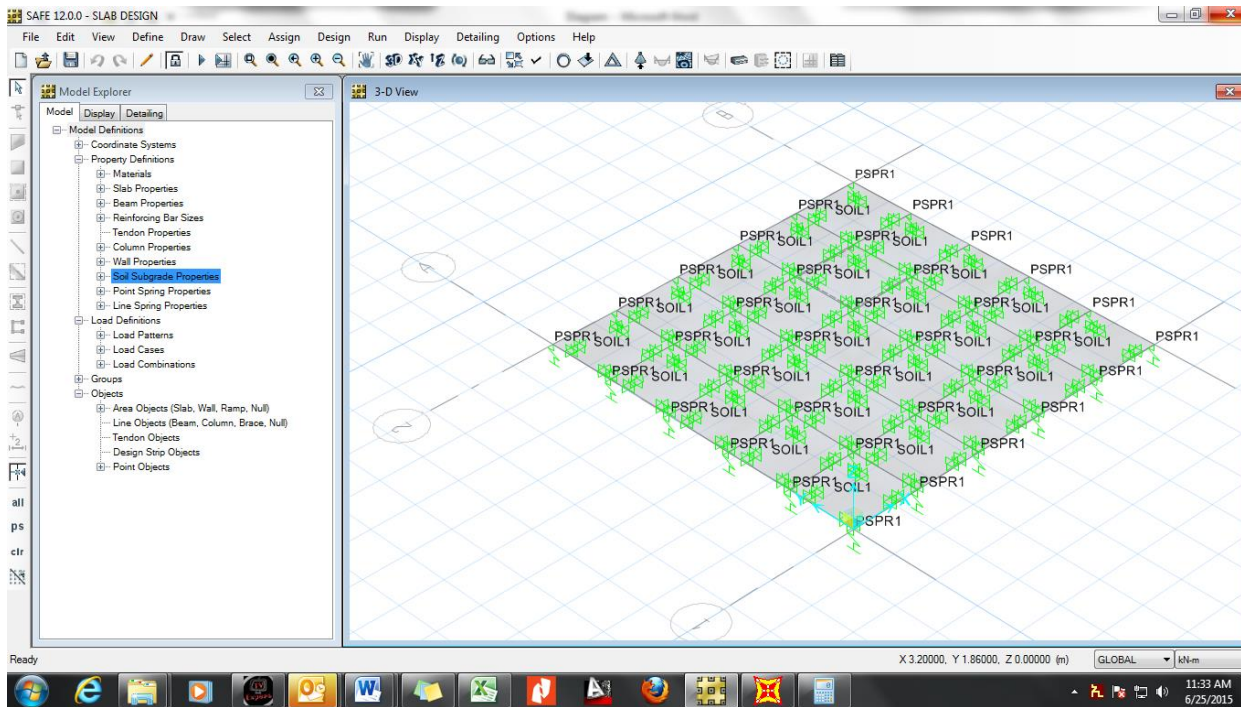 SAFE 12.0.0 - SLAB DESIGN
File Edit View Define Draw Select Assign Design Run Display Detailing Options Help
Model Explorer
Model Display Detailing
Model Definitions
Coordinate Systems
Property Definitions
Materials
Slab Properties
Beam Properties
Reinforcing Bar Sizes
Tendon Properties
Column Properties
Wall Properties
Soil Subgrade Properties
Point Spring Properties
Line Spring Properties
Load Definitions
Load Patterns
Load Cases
Load Combinations
Groups
Objects
Area Objects (Slab, Wall, Ramp, Null)
Line Objects (Beam, Column, Brace, Null)
Tendon Objects
Design Strip Objects
Point Objects
all
ps
clr
3-D View
B
A
2
1
PSPR1
PSPR1 SOIL1 PSPR1
PSPR1 SOIL1 PSPR1 SOIL1 PSPR1
PSPR1 SOIL1 PSPR1 SOIL1 PSPR1 SOIL1 PSPR1
PSPR1 SOIL1 PSPR1 SOIL1 PSPR1 SOIL1 PSPR1 SOIL1 PSPR1
PSPR1 SOIL1 PSPR1 SOIL1 PSPR1 SOIL1 PSPR1 SOIL1 PSPR1 SOIL1 PSPR1
PSPR1 SOIL1 PSPR1 SOIL1 PSPR1 SOIL1 PSPR1 SOIL1 PSPR1
PSPR1 SOIL1 PSPR1 SOIL1 PSPR1 SOIL1 PSPR1
PSPR1 SOIL1 PSPR1 SOIL1 PSPR1
PSPR1 SOIL1 PSPR1
PSPR1
Ready
X 3.20000, Y 1.86000, Z 0.00000 (m)
GLOBAL
kN-m
11:33 AM
6/25/2015